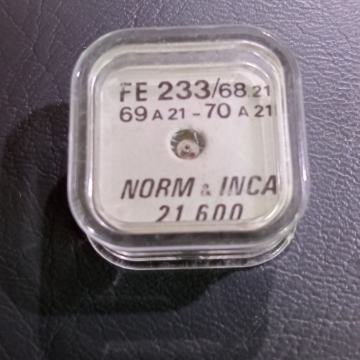 FE 233/68 21
69 A 21 - 70 A 21
NORM & INCA
21 600